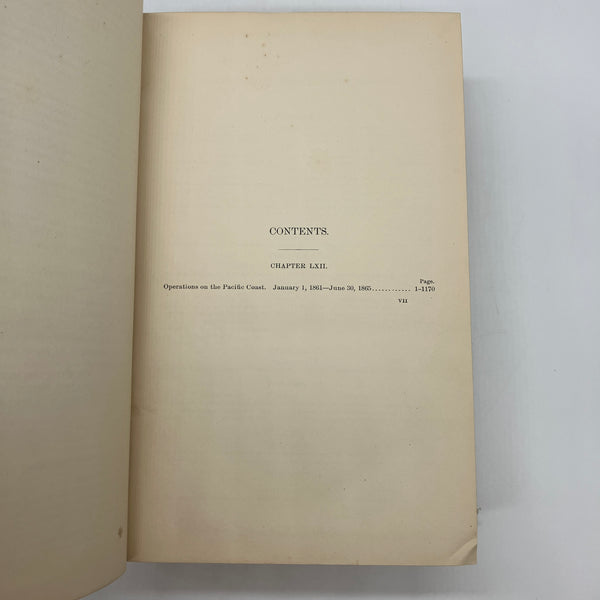 CONTENTS.
CHAPTER LXII.
Page.
Operations on the Pacific Coast. January 1, 1861—June 30, 1865............ 1-1170
VII